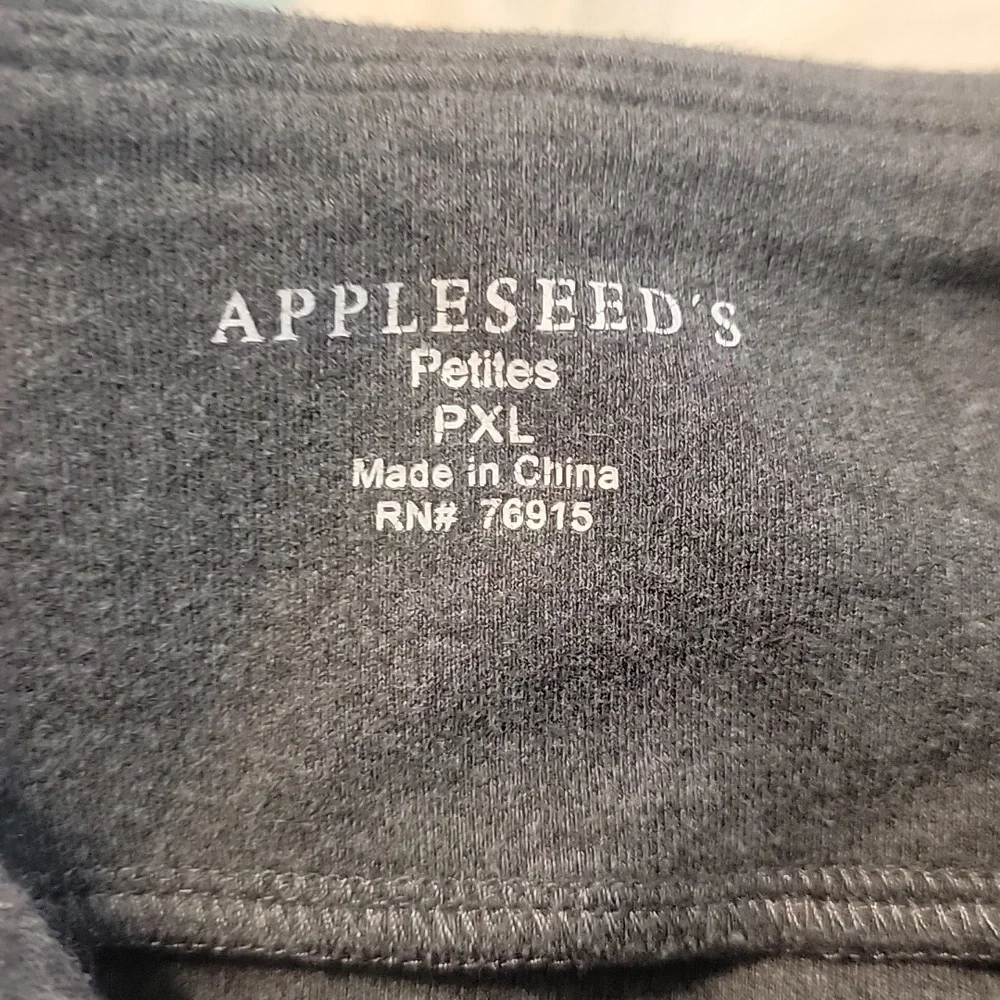 APPLESEED'S
Petites
PXL
Made in China
RN# 76915